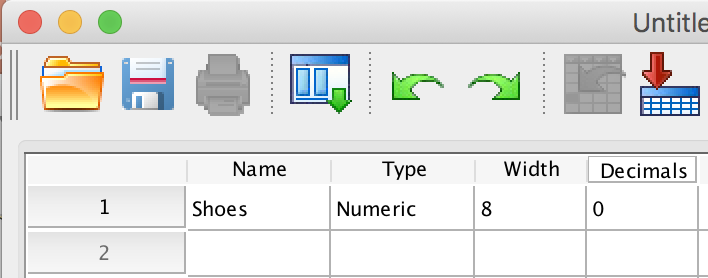 Untitle
Name Type Width Decimals
1 Shoes Numeric 8 0
2